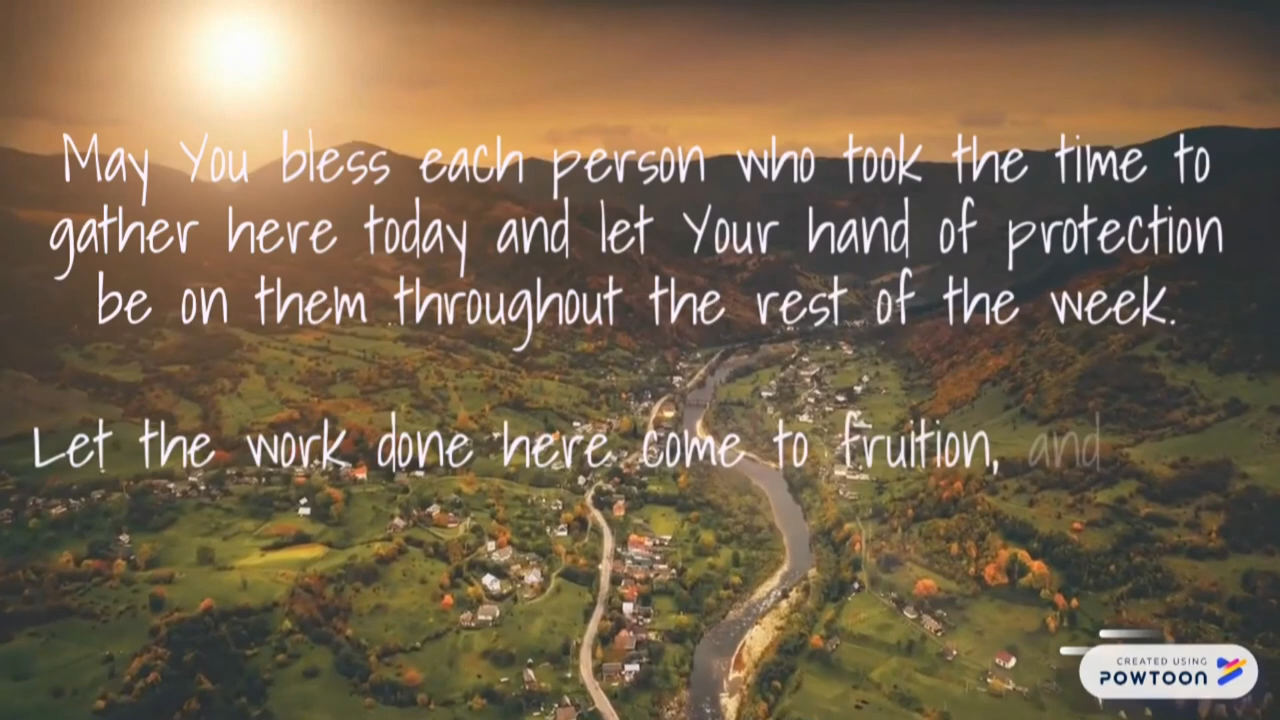 May You bless each person who took the time to
gather here today and let Your hand of protection
be on them throughout the rest of the week.
Let the work done here come to fruition, and
CREATED USING
POWTOON